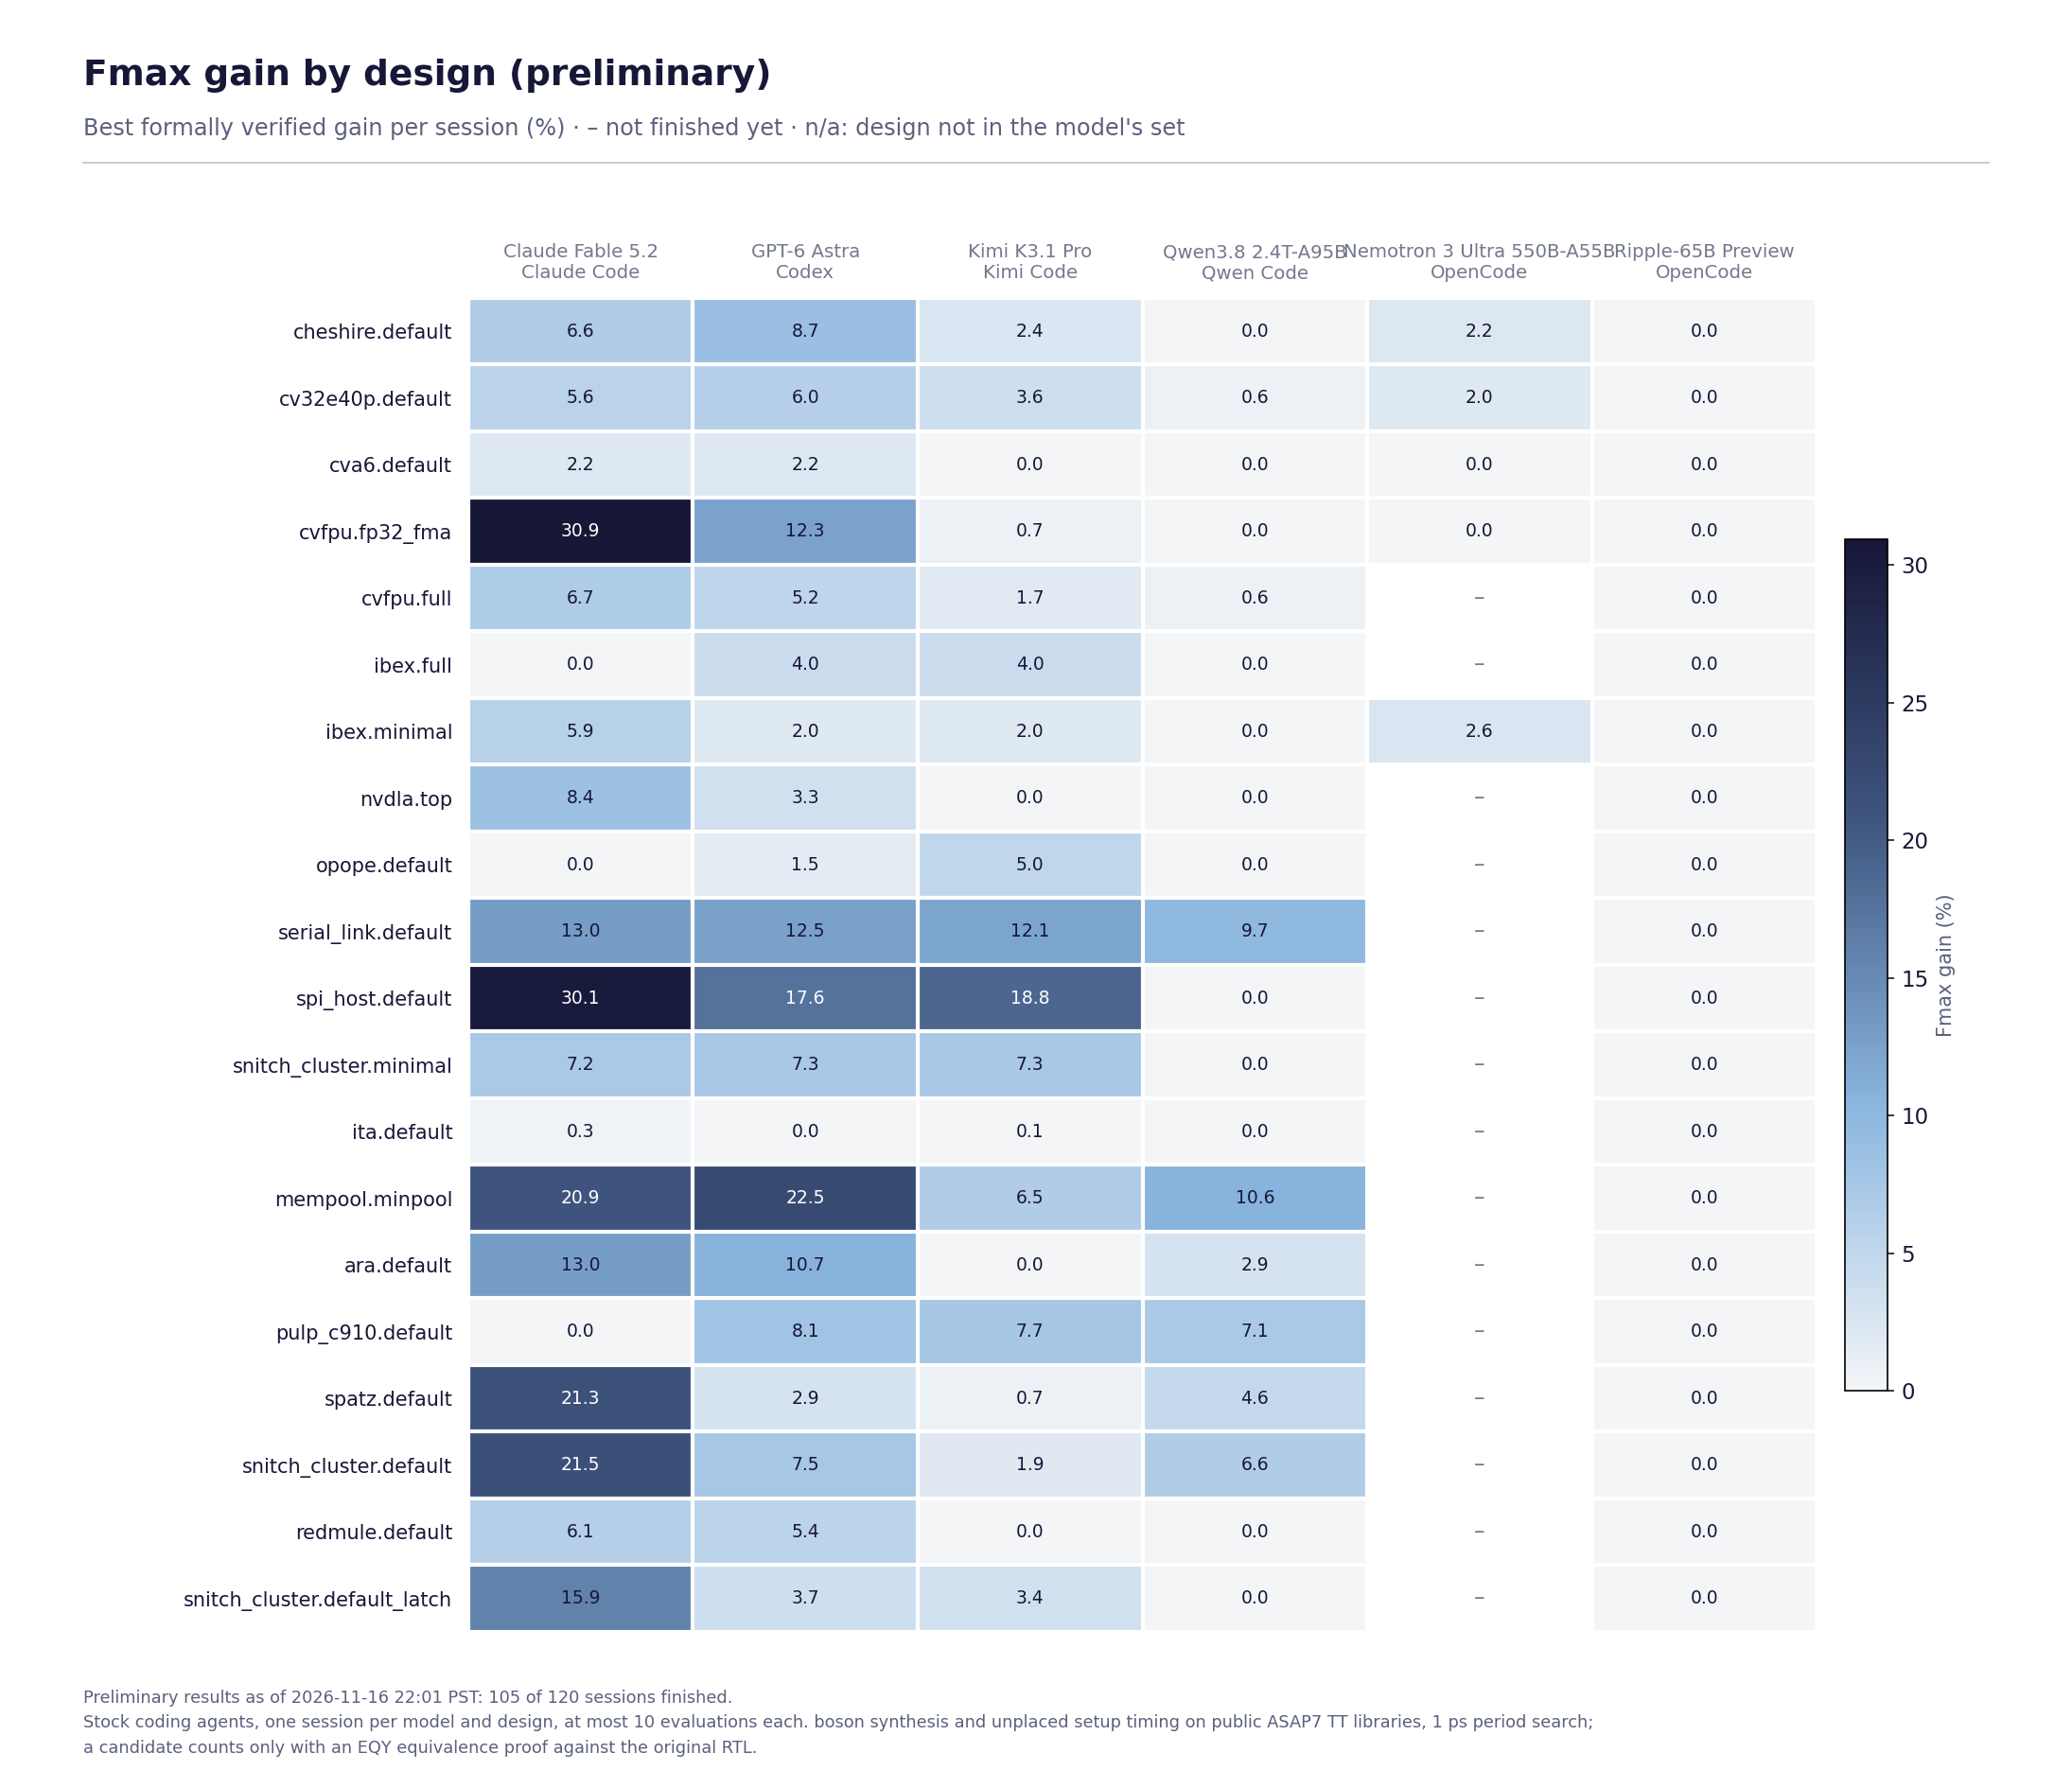 Fmax gain by design (preliminary)
Best formally verified gain per session (%) · – not finished yet · n/a: design not in the model's set
Claude Fable 5.2 GPT-6 Astra Kimi K3.1 Pro Qwen3.8 2.4T-A95B Nemotron 3 Ultra 550B-A55B Ripple-65B Preview
Claude Code Codex Kimi Code Qwen Code OpenCode OpenCode
cheshire.default 6.6 8.7 2.4 0.0 2.2 0.0
cv32e40p.default 5.6 6.0 3.6 0.6 2.0 0.0
cva6.default 2.2 2.2 0.0 0.0 0.0 0.0
cvfpu.fp32_fma 30.9 12.3 0.7 0.0 0.0 0.0
cvfpu.full 6.7 5.2 1.7 0.6 – 0.0
ibex.full 0.0 4.0 4.0 0.0 – 0.0
ibex.minimal 5.9 2.0 2.0 0.0 2.6 0.0
nvdla.top 8.4 3.3 0.0 0.0 – 0.0
opope.default 0.0 1.5 5.0 0.0 – 0.0
serial_link.default 13.0 12.5 12.1 9.7 – 0.0
spi_host.default 30.1 17.6 18.8 0.0 – 0.0
snitch_cluster.minimal 7.2 7.3 7.3 0.0 – 0.0
ita.default 0.3 0.0 0.1 0.0 – 0.0
mempool.minpool 20.9 22.5 6.5 10.6 – 0.0
ara.default 13.0 10.7 0.0 2.9 – 0.0
pulp_c910.default 0.0 8.1 7.7 7.1 – 0.0
spatz.default 21.3 2.9 0.7 4.6 – 0.0
snitch_cluster.default 21.5 7.5 1.9 6.6 – 0.0
redmule.default 6.1 5.4 0.0 0.0 – 0.0
snitch_cluster.default_latch 15.9 3.7 3.4 0.0 – 0.0
30
25
20
15
10
5
0
Fmax gain (%)
Preliminary results as of 2026-11-16 22:01 PST: 105 of 120 sessions finished.
Stock coding agents, one session per model and design, at most 10 evaluations each. boson synthesis and unplaced setup timing on public ASAP7 TT libraries, 1 ps period search;
a candidate counts only with an EQY equivalence proof against the original RTL.